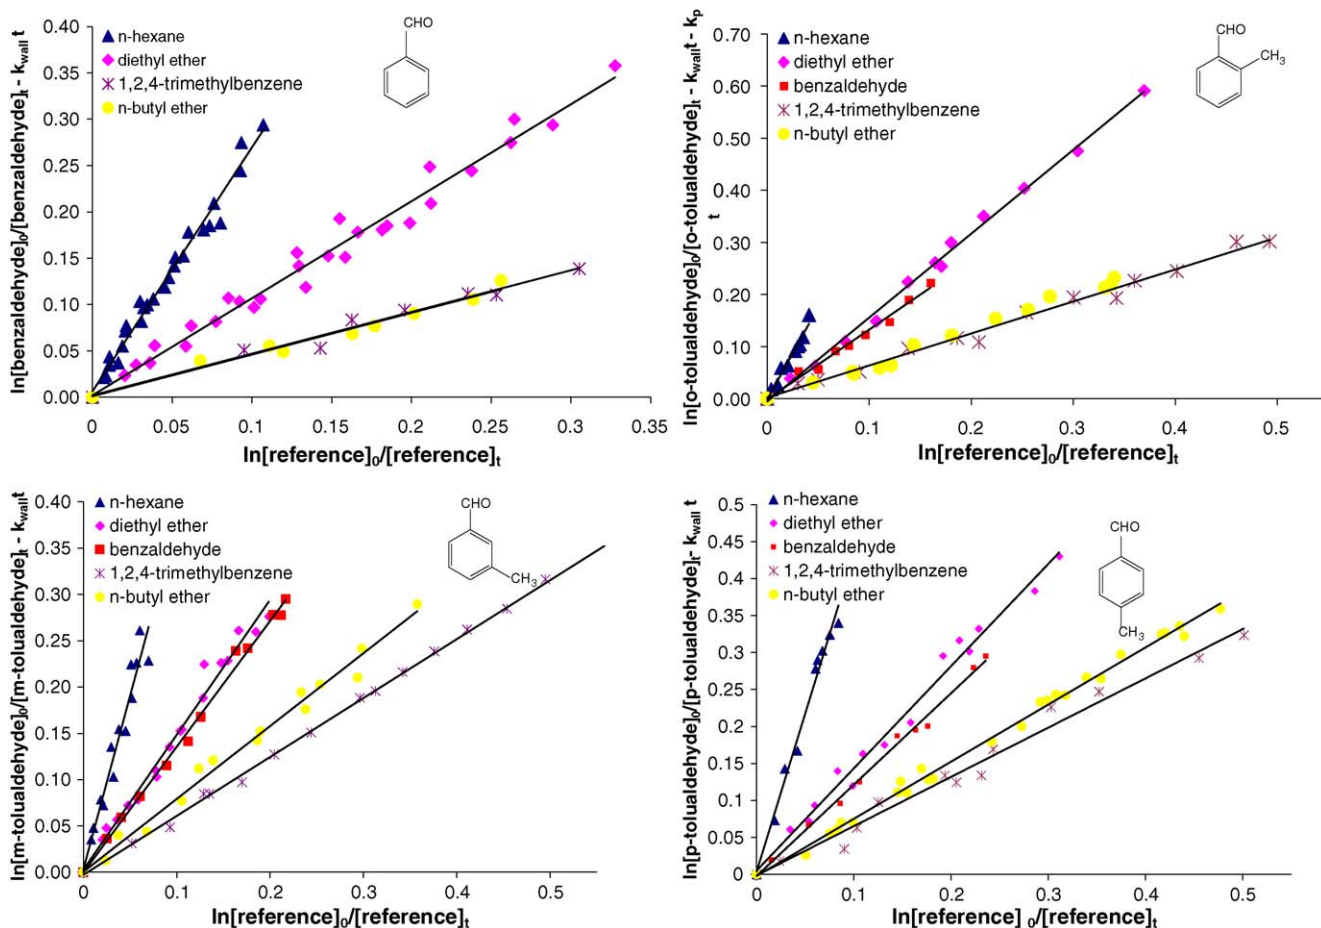 ln[benzaldehyde]0/[benzaldehyde]t - kwall t
0.40
0.35
0.30
0.25
0.20
0.15
0.10
0.05
0.00
n-hexane
diethyl ether
1,2,4-trimethylbenzene
n-butyl ether
CHO
0
0.05
0.1
0.15
0.2
0.25
0.3
0.35
ln[reference]0/[reference]t
ln[o-tolualdehyde]0/[o-tolualdehyde]t - kwallt - kp
t
0.70
0.60
0.50
0.40
0.30
0.20
0.10
0.00
n-hexane
diethyl ether
benzaldehyde
1,2,4-trimethylbenzene
n-butyl ether
CHO
CH3
0
0.1
0.2
0.3
0.4
0.5
ln[reference]0/[reference]t
ln[m-tolualdehyde]0/[m-tolualdehyde]t - kwallt
0.40
0.35
0.30
0.25
0.20
0.15
0.10
0.05
0.00
n-hexane
diethyl ether
benzaldehyde
1,2,4-trimethylbenzene
n-butyl ether
CHO
CH3
0
0.1
0.2
0.3
0.4
0.5
ln[reference]0/[reference]t
ln[p-tolualdehyde]0/[p-tolualdehyde]t- kwall t
0.5
0.45
0.4
0.35
0.3
0.25
0.2
0.15
0.1
0.05
0
n-hexane
diethyl ether
benzaldehyde
1,2,4-trimethylbenzene
n-butyl ether
CHO
CH3
0
0.1
0.2
0.3
0.4
0.5
ln[reference] 0/[reference]t